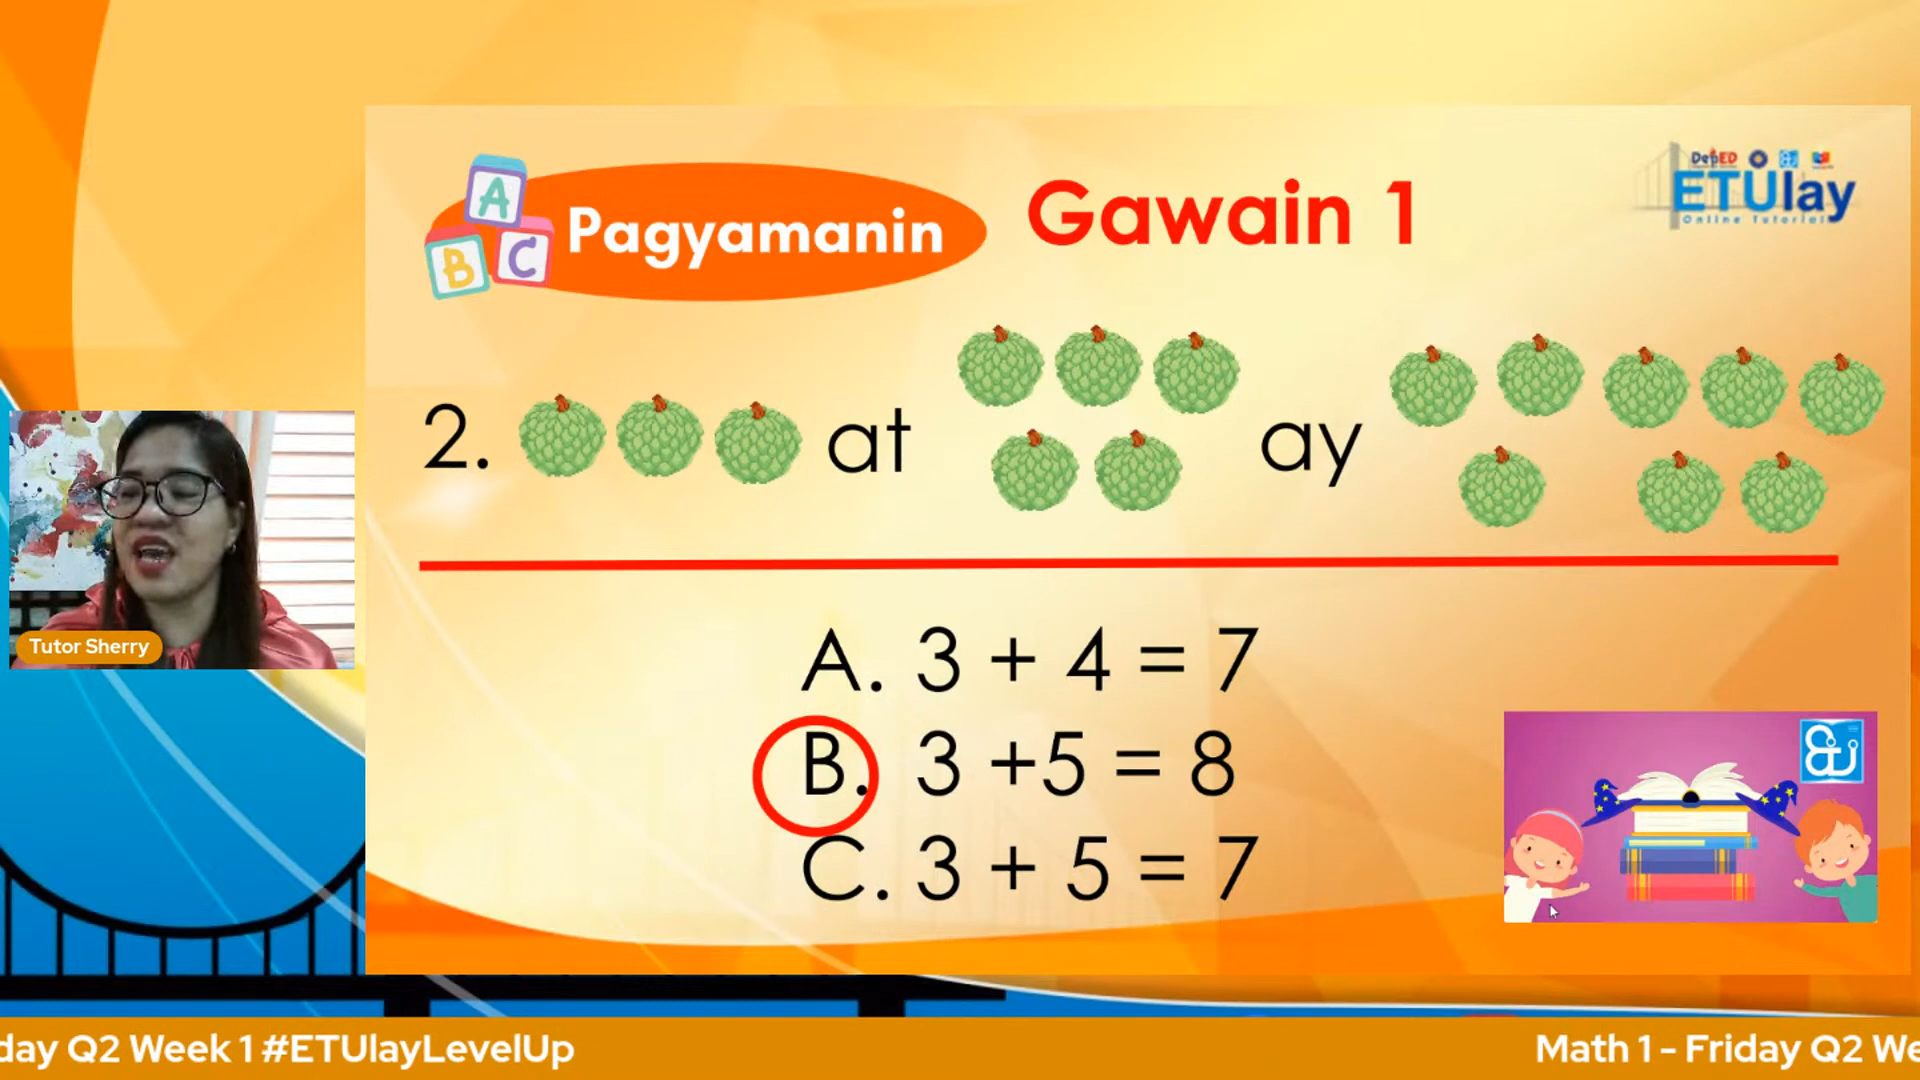 A
B
C
Pagyamanin
Gawain 1
DepED
ETUlay
Online Tutorial
2.
at
ay
A. 3 + 4 = 7
B. 3 +5 = 8
C. 3 + 5 = 7
Tutor Sherry
day Q2 Week 1 #ETUlayLevelUp
Math 1 - Friday Q2 We